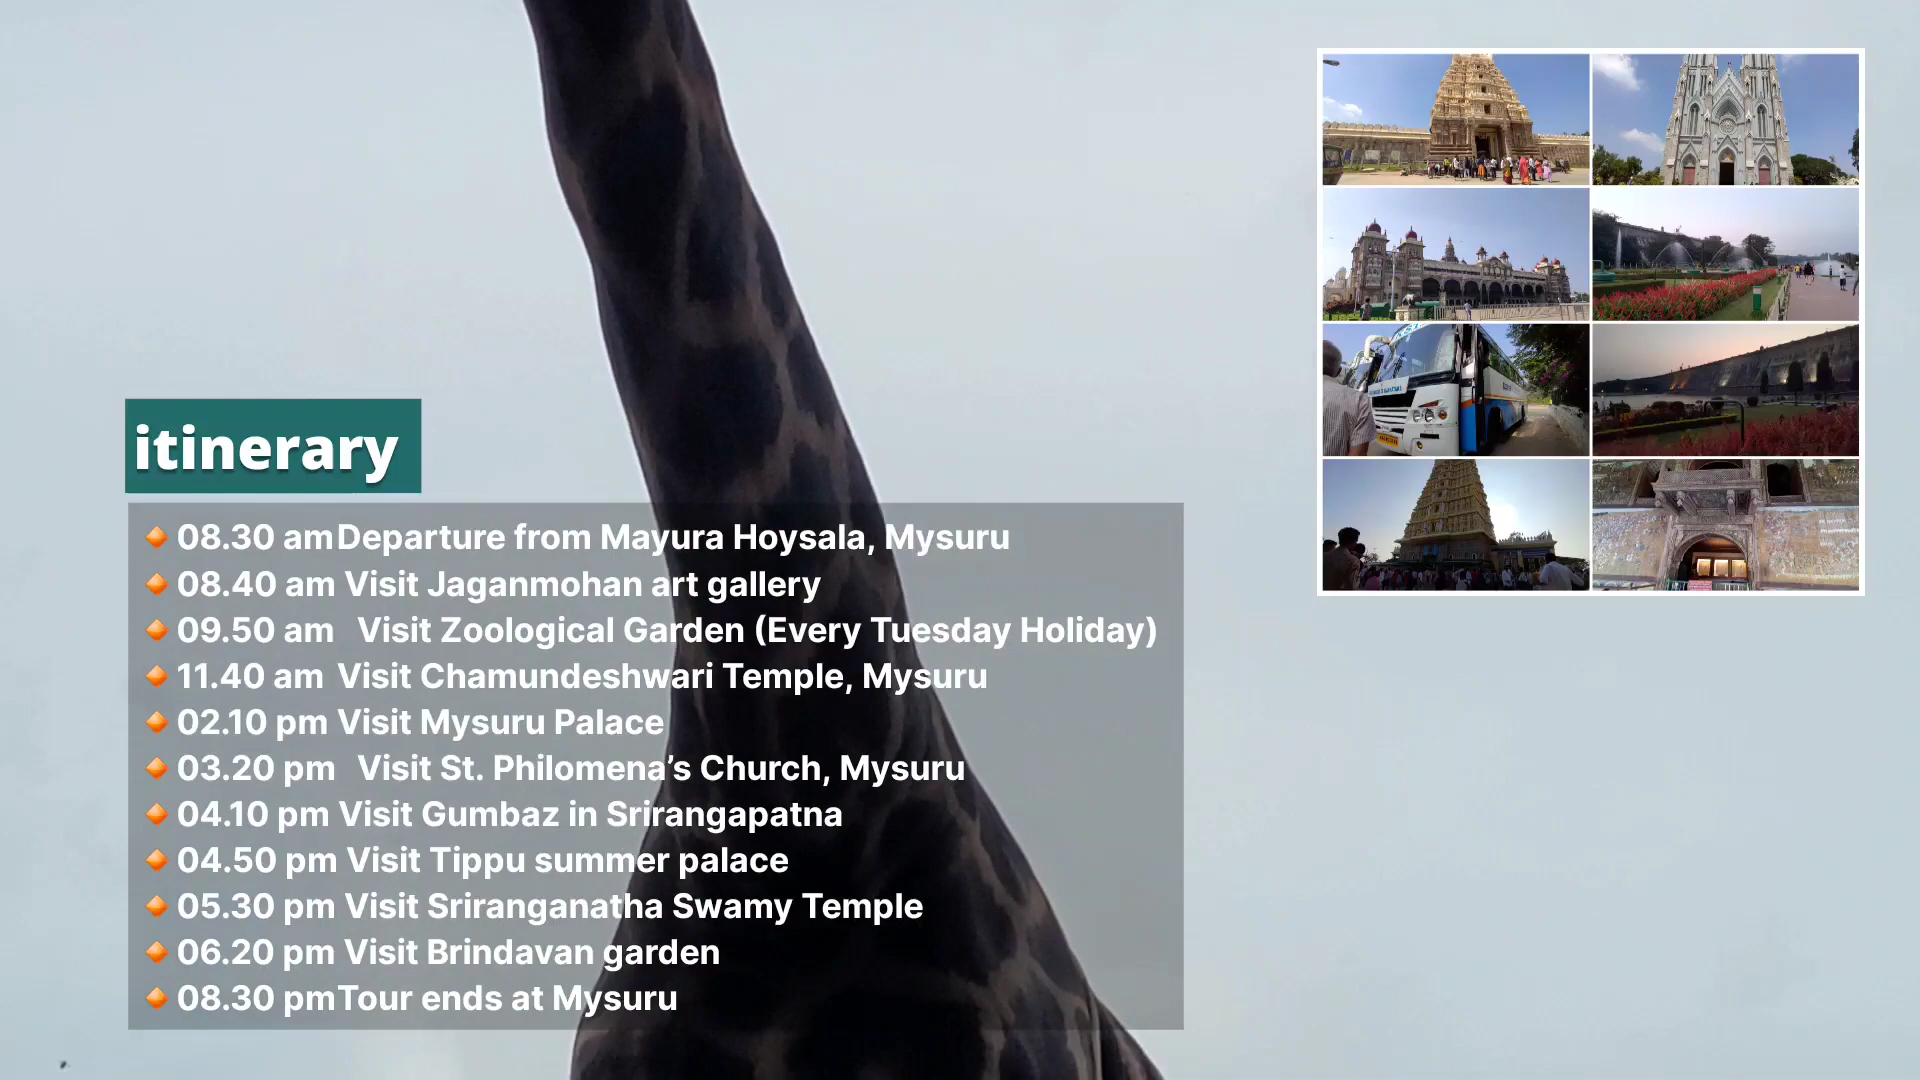 itinerary
08.30 am Departure from Mayura Hoysala, Mysuru
08.40 am Visit Jaganmohan art gallery
09.50 am Visit Zoological Garden (Every Tuesday Holiday)
11.40 am Visit Chamundeshwari Temple, Mysuru
02.10 pm Visit Mysuru Palace
03.20 pm Visit St. Philomena’s Church, Mysuru
04.10 pm Visit Gumbaz in Srirangapatna
04.50 pm Visit Tippu summer palace
05.30 pm Visit Sriranganatha Swamy Temple
06.20 pm Visit Brindavan garden
08.30 pm Tour ends at Mysuru